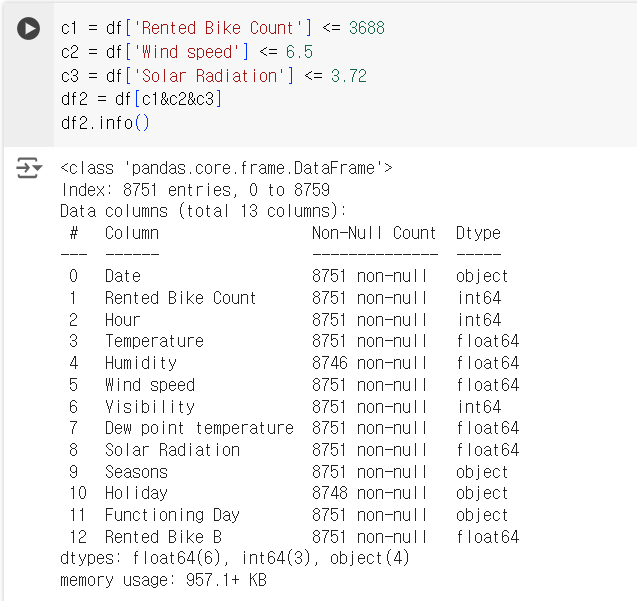 c1 = df['Rented Bike Count'] <= 3688
c2 = df['Wind speed'] <= 6.5
c3 = df['Solar Radiation'] <= 3.72
df2 = df[c1&c2&c3]
df2.info()
<class 'pandas.core.frame.DataFrame'>
Index: 8751 entries, 0 to 8759
Data columns (total 13 columns):
 #   Column                 Non-Null Count  Dtype
---  ------                 --------------  -----
 0   Date                   8751 non-null   object
 1   Rented Bike Count      8751 non-null   int64
 2   Hour                   8751 non-null   int64
 3   Temperature            8751 non-null   float64
 4   Humidity               8746 non-null   float64
 5   Wind speed             8751 non-null   float64
 6   Visibility             8751 non-null   int64
 7   Dew point temperature  8751 non-null   float64
 8   Solar Radiation        8751 non-null   float64
 9   Seasons                8751 non-null   object
 10  Holiday                8748 non-null   object
 11  Functioning Day        8751 non-null   object
 12  Rented Bike B          8751 non-null   float64
dtypes: float64(6), int64(3), object(4)
memory usage: 957.1+ KB